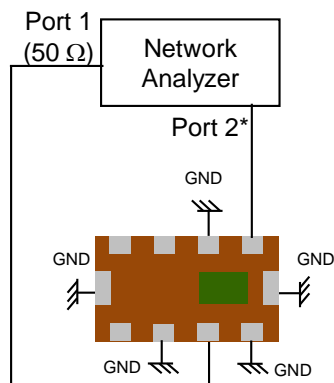 Port 1
(50 Ω)
Network
Analyzer
Port 2*
GND
GND
GND
GND
GND